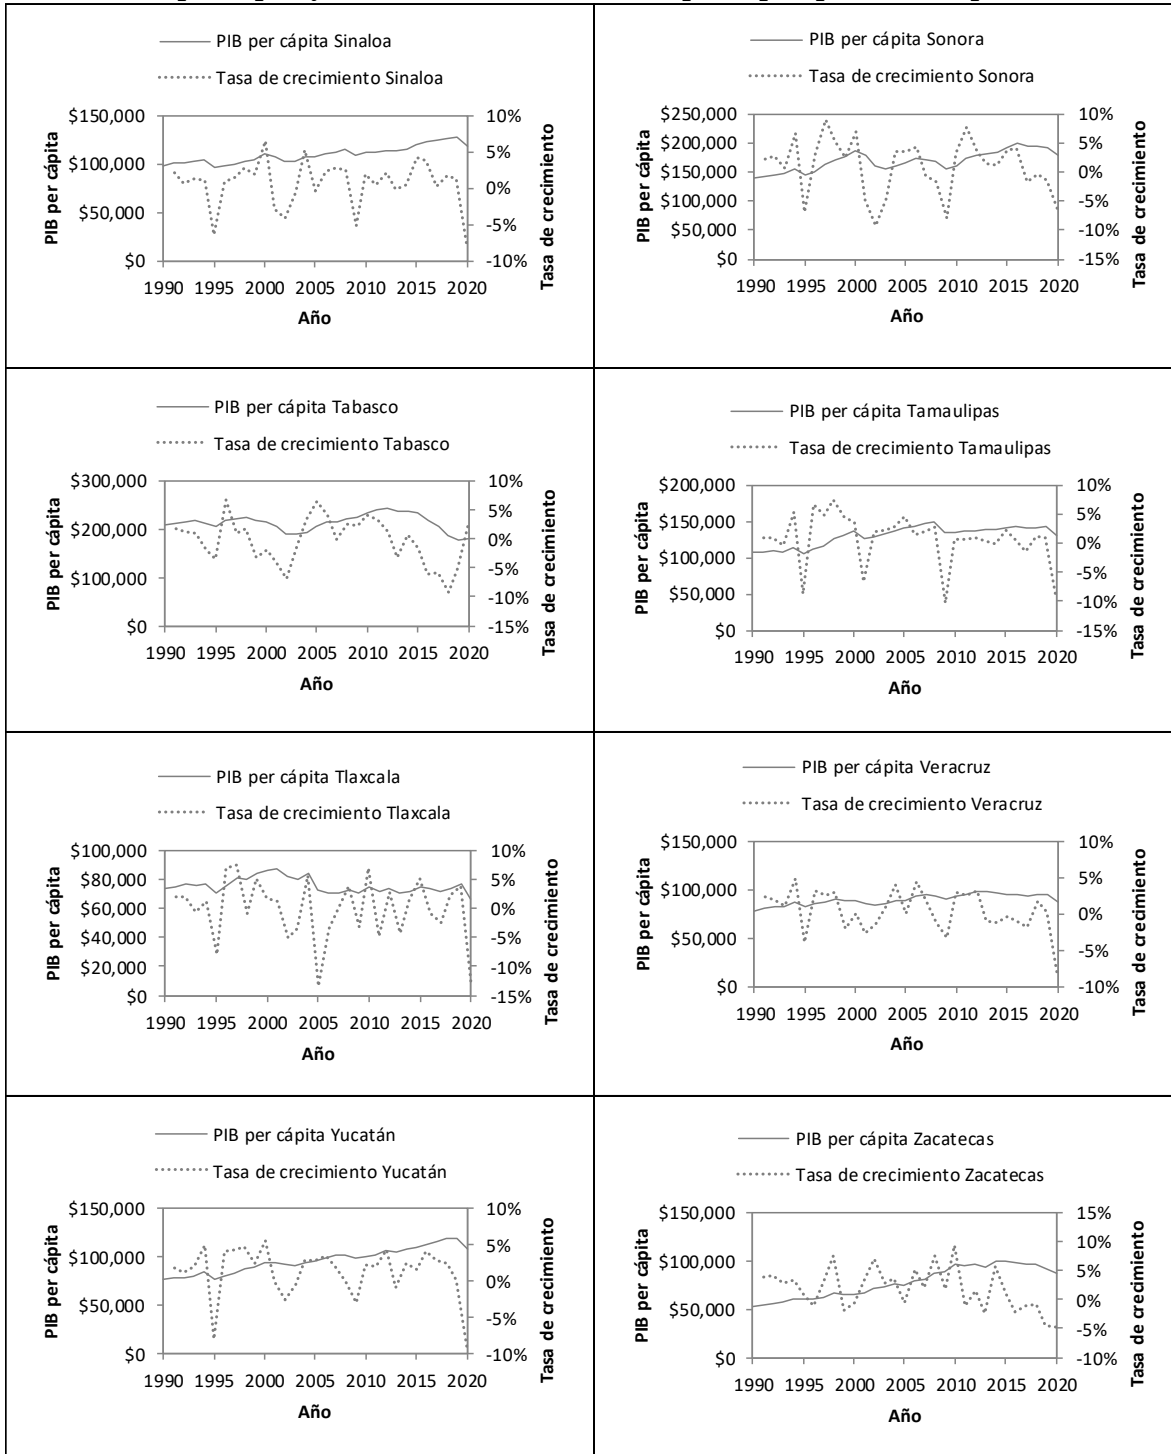 PIB per cápita Sinaloa
Tasa de crecimiento Sinaloa
$150,000
$100,000
$50,000
$0
10%
5%
0%
-5%
-10%
PIB per cápita
Tasa de crecimiento
1990 1995 2000 2005 2010 2015 2020
Año
PIB per cápita Sonora
Tasa de crecimiento Sonora
$250,000
$200,000
$150,000
$100,000
$50,000
$0
10%
5%
0%
-5%
-10%
-15%
PIB per cápita
Tasa de crecimiento
1990 1995 2000 2005 2010 2015 2020
Año
PIB per cápita Tabasco
Tasa de crecimiento Tabasco
$300,000
$200,000
$100,000
$0
10%
5%
0%
-5%
-10%
-15%
PIB per cápita
Tasa de crecimiento
1990 1995 2000 2005 2010 2015 2020
Año
PIB per cápita Tamaulipas
Tasa de crecimiento Tamaulipas
$200,000
$150,000
$100,000
$50,000
$0
10%
5%
0%
-5%
-10%
-15%
PIB per cápita
Tasa de crecimiento
1990 1995 2000 2005 2010 2015 2020
Año
PIB per cápita Tlaxcala
Tasa de crecimiento Tlaxcala
$100,000
$80,000
$60,000
$40,000
$20,000
$0
10%
5%
0%
-5%
-10%
-15%
PIB per cápita
Tasa de crecimiento
1990 1995 2000 2005 2010 2015 2020
Año
PIB per cápita Veracruz
Tasa de crecimiento Veracruz
$150,000
$100,000
$50,000
$0
10%
5%
0%
-5%
-10%
PIB per cápita
Tasa de crecimiento
1990 1995 2000 2005 2010 2015 2020
Año
PIB per cápita Yucatán
Tasa de crecimiento Yucatán
$150,000
$100,000
$50,000
$0
10%
5%
0%
-5%
-10%
PIB per cápita
Tasa de crecimiento
1990 1995 2000 2005 2010 2015 2020
Año
PIB per cápita Zacatecas
Tasa de crecimiento Zacatecas
$150,000
$100,000
$50,000
$0
15%
10%
5%
0%
-5%
-10%
PIB per cápita
Tasa de crecimiento
1990 1995 2000 2005 2010 2015 2020
Año